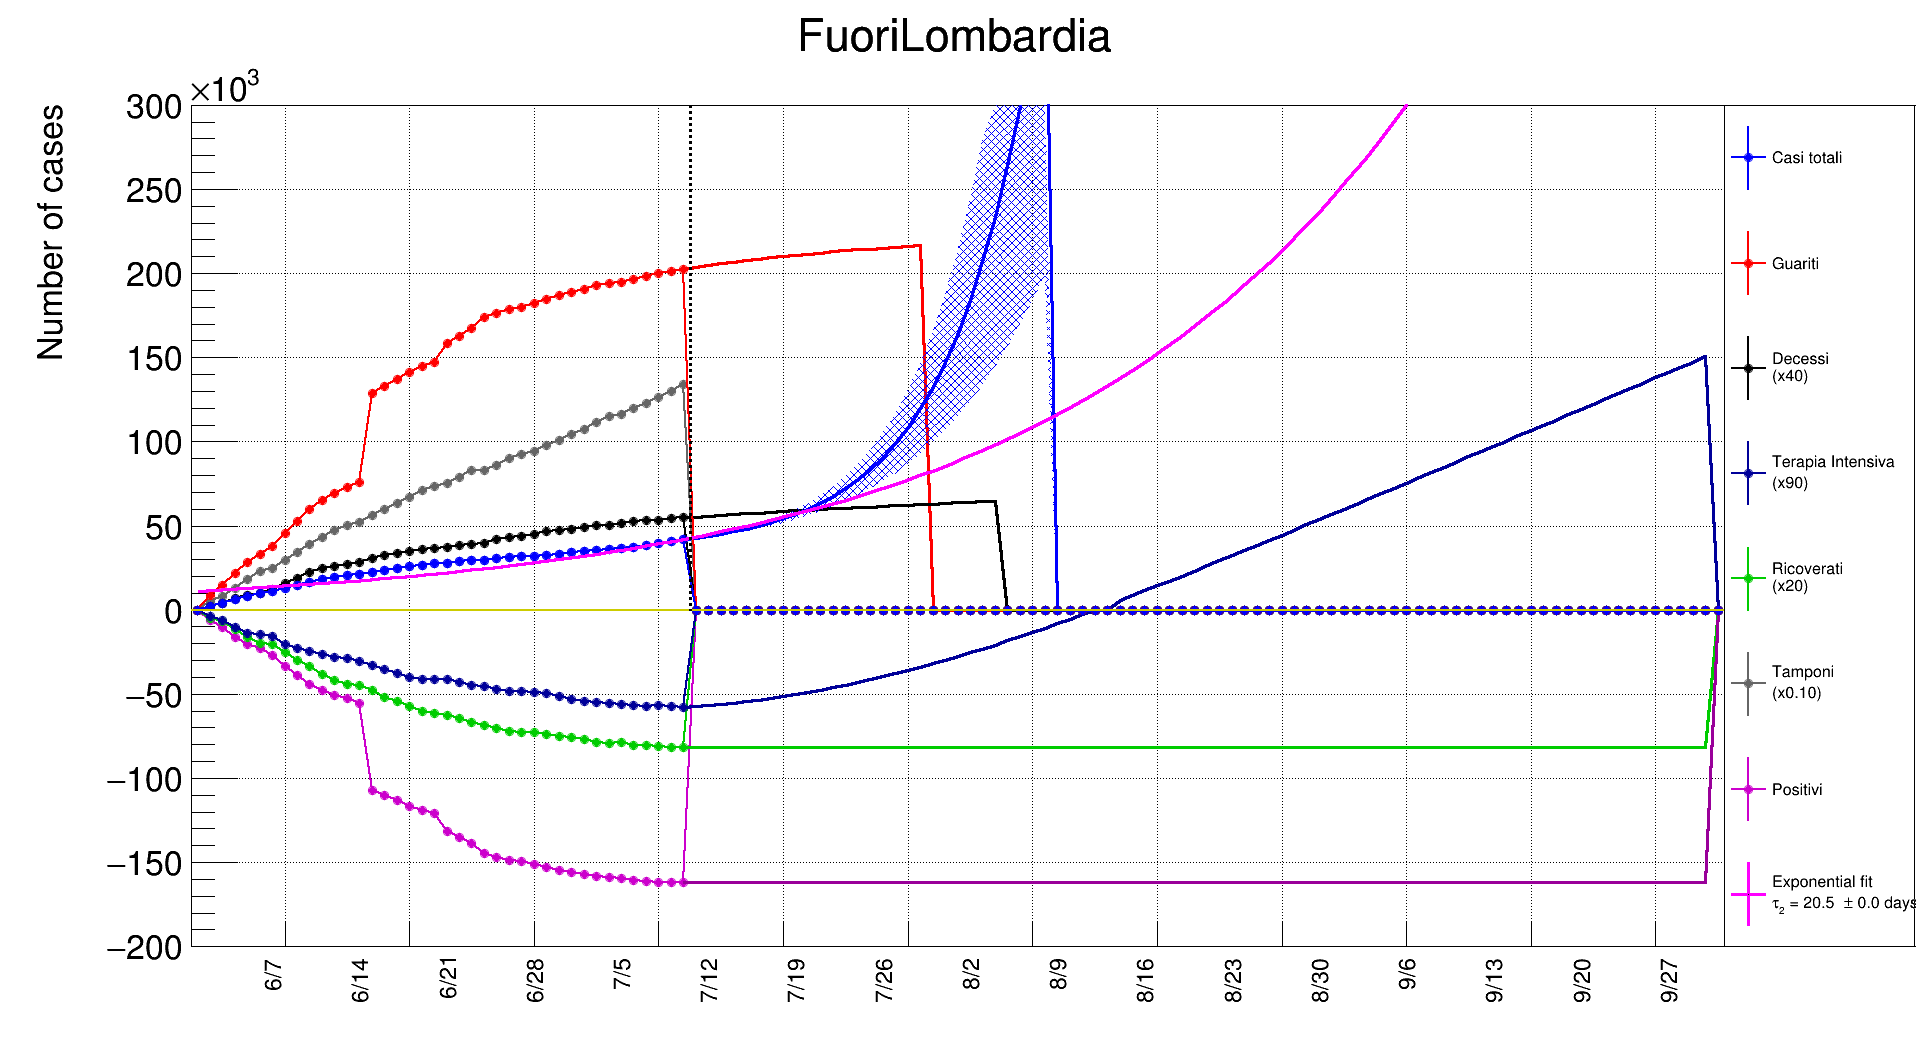 FuoriLombardia
×10³
Number of cases
300
250
200
150
100
50
0
−50
−100
−150
−200
6/7
6/14
6/21
6/28
7/5
7/12
7/19
7/26
8/2
8/9
8/16
8/23
8/30
9/6
9/13
9/20
9/27
Casi totali
Guariti
Decessi
(x40)
Terapia Intensiva
(x90)
Ricoverati
(x20)
Tamponi
(x0.10)
Positivi
Exponential fit
τ₂ = 20.5 ± 0.0 days